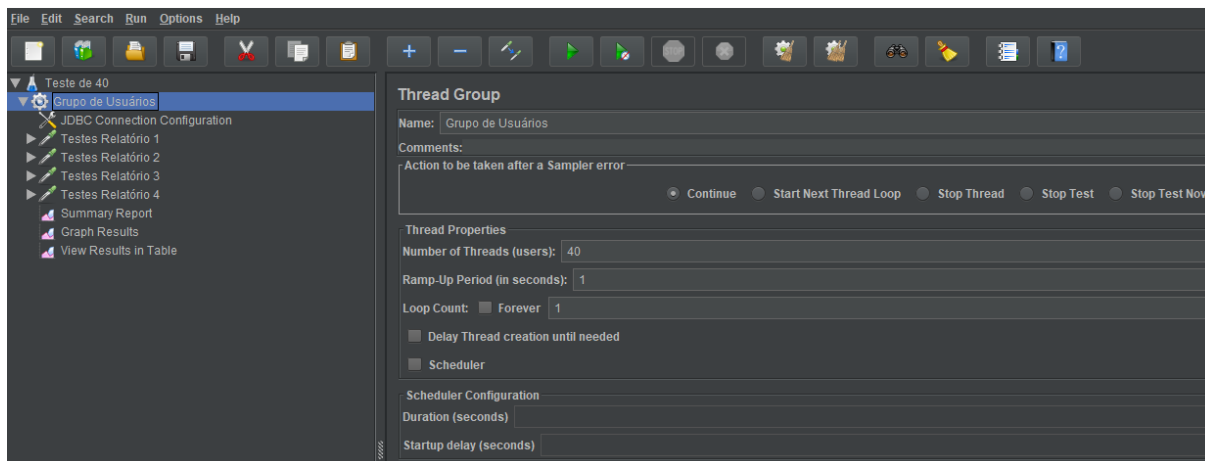 File Edit Search Run Options Help
STOP
Teste de 40
Grupo de Usuários
JDBC Connection Configuration
Testes Relatório 1
Testes Relatório 2
Testes Relatório 3
Testes Relatório 4
Summary Report
Graph Results
View Results in Table
Thread Group
Name: Grupo de Usuários
Comments:
Action to be taken after a Sampler error
Continue Start Next Thread Loop Stop Thread Stop Test Stop Test Now
Thread Properties
Number of Threads (users): 40
Ramp-Up Period (in seconds): 1
Loop Count: Forever 1
Delay Thread creation until needed
Scheduler
Scheduler Configuration
Duration (seconds)
Startup delay (seconds)